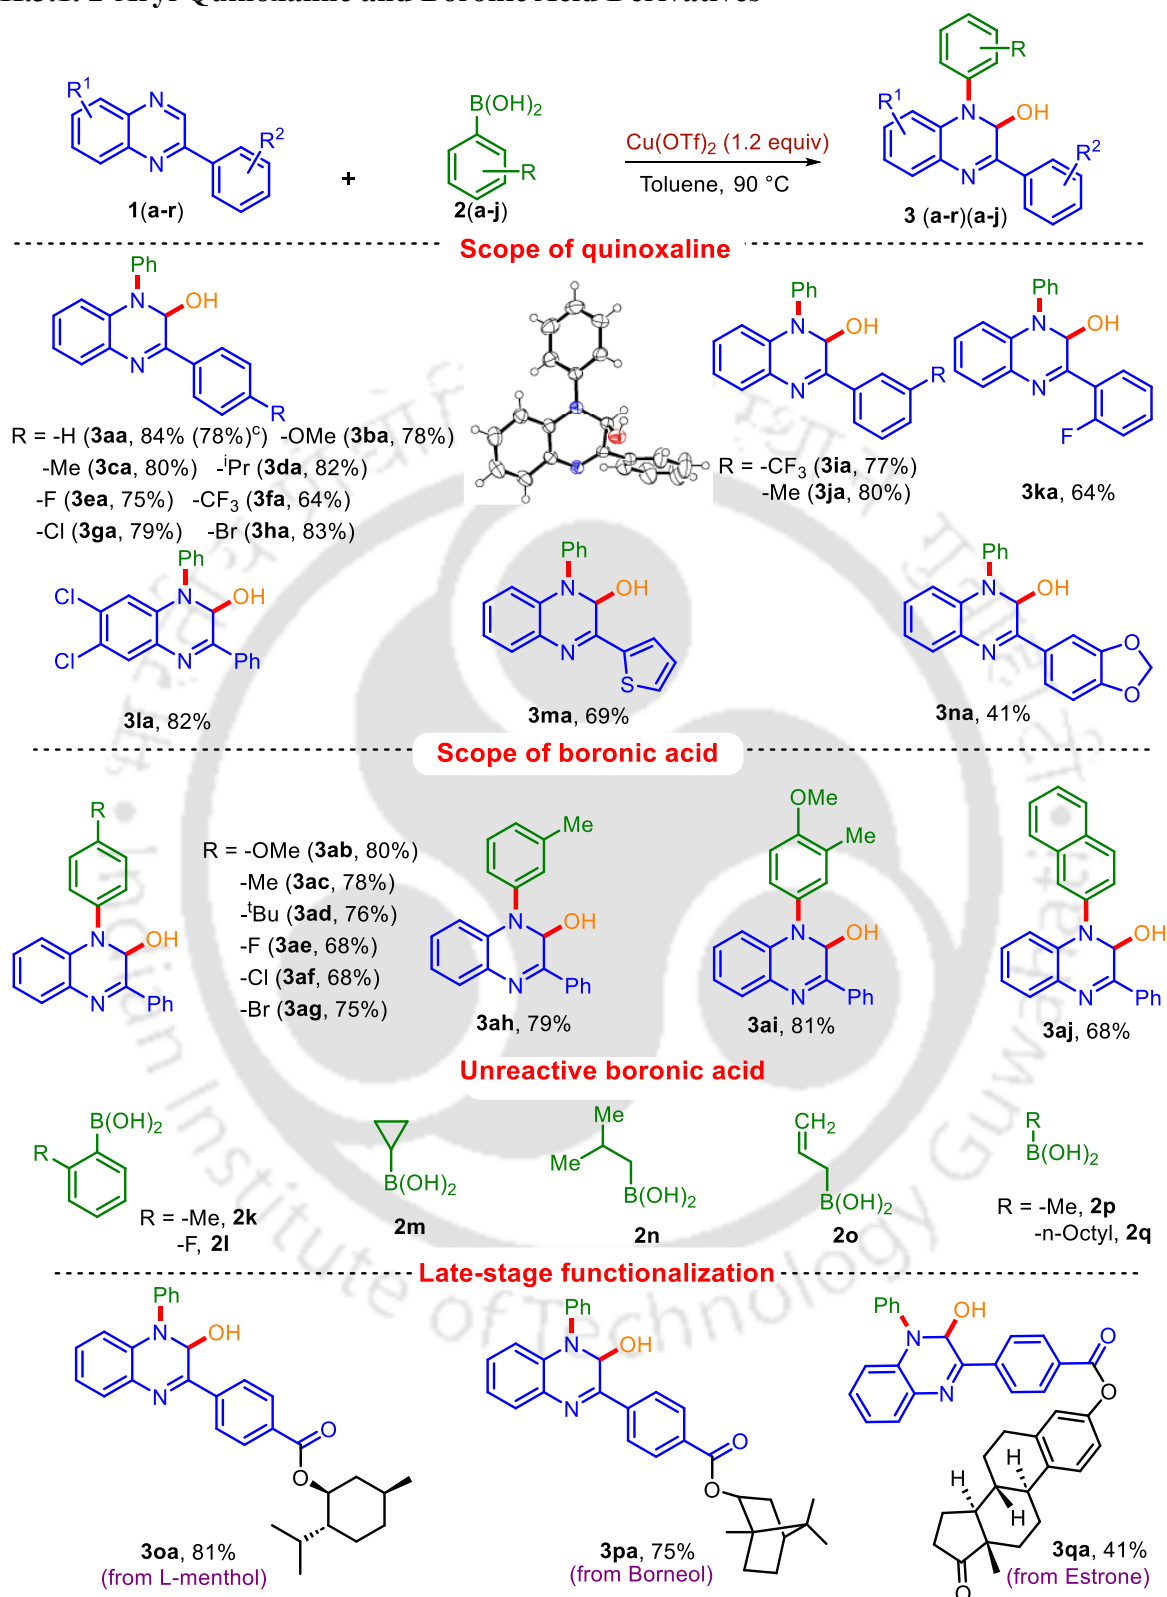 R¹
N
N
R²
1(a-r)
+
B(OH)₂
R
2(a-j)
Cu(OTf)₂ (1.2 equiv)
Toluene, 90 °C
R
R¹
N
OH
N
R²
3 (a-r)(a-j)
Scope of quinoxaline
Ph
N
OH
N
R
R = -H (3aa, 84% (78%)ᶜ) -OMe (3ba, 78%)
-Me (3ca, 80%) -ⁱPr (3da, 82%)
-F (3ea, 75%) -CF₃ (3fa, 64%)
-Cl (3ga, 79%) -Br (3ha, 83%)
Ph
N
OH
N
R
R = -CF₃ (3ia, 77%)
-Me (3ja, 80%)
Ph
N
OH
N
F
3ka, 64%
Ph
Cl
N
OH
Cl
N
Ph
3la, 82%
Ph
N
OH
N
S
3ma, 69%
Ph
N
OH
N
O
O
3na, 41%
Scope of boronic acid
R
N
OH
N
Ph
R = -OMe (3ab, 80%)
-Me (3ac, 78%)
-ᵗBu (3ad, 76%)
-F (3ae, 68%)
-Cl (3af, 68%)
-Br (3ag, 75%)
Me
N
OH
N
Ph
3ah, 79%
OMe
Me
N
OH
N
Ph
3ai, 81%
N
OH
N
Ph
3aj, 68%
Unreactive boronic acid
B(OH)₂
R
R = -Me, 2k
-F, 2l
B(OH)₂
2m
Me
Me
B(OH)₂
2n
CH₂
B(OH)₂
2o
R
B(OH)₂
R = -Me, 2p
-n-Octyl, 2q
Late-stage functionalization
Ph
N
OH
N
O
O
3oa, 81%
(from L-menthol)
Ph
N
OH
N
O
O
3pa, 75%
(from Borneol)
Ph
OH
N
N
O
O
H
H
H
O
3qa, 41%
(from Estrone)
Indian Institute of Technology Guwahati